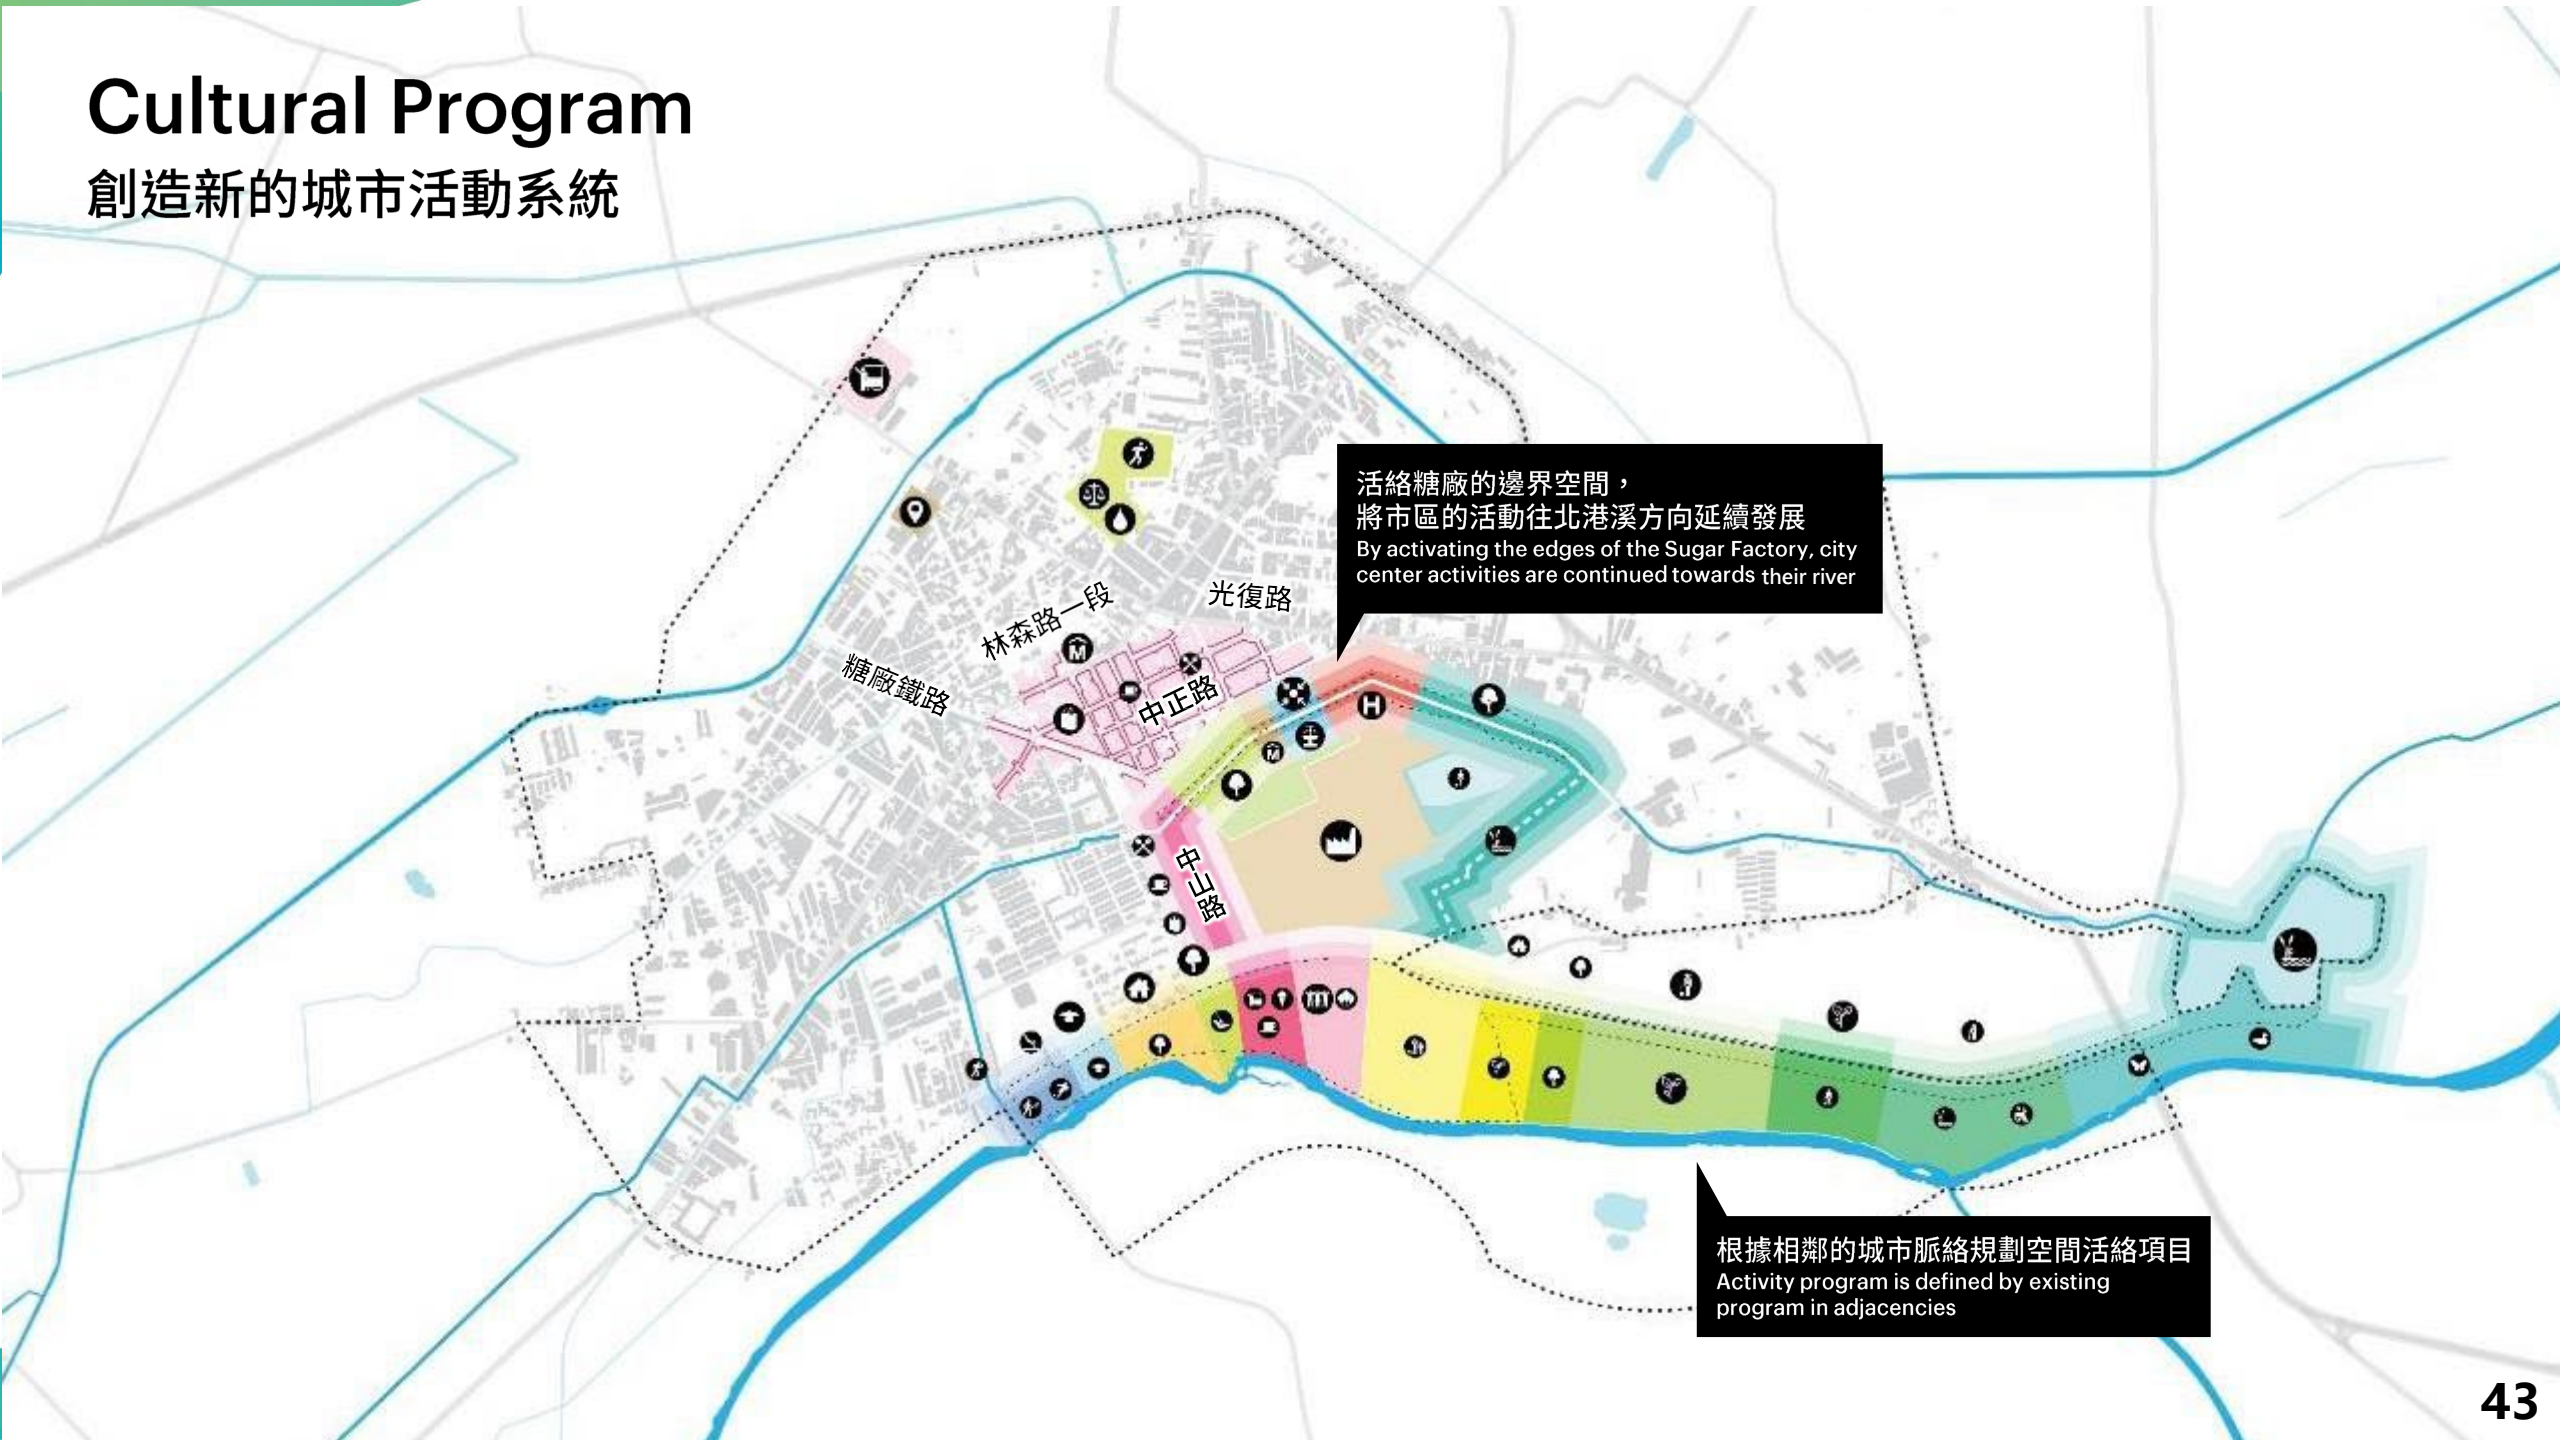 Cultural Program
創造新的城市活動系統
活絡糖廠的邊界空間，
將市區的活動往北港溪方向延續發展
By activating the edges of the Sugar Factory, city
center activities are continued towards their river
光復路
林森路一段
糖廠鐵路
M
中正路
H
M
中山路
根據相鄰的城市脈絡規劃空間活絡項目
Activity program is defined by existing
program in adjacencies
43